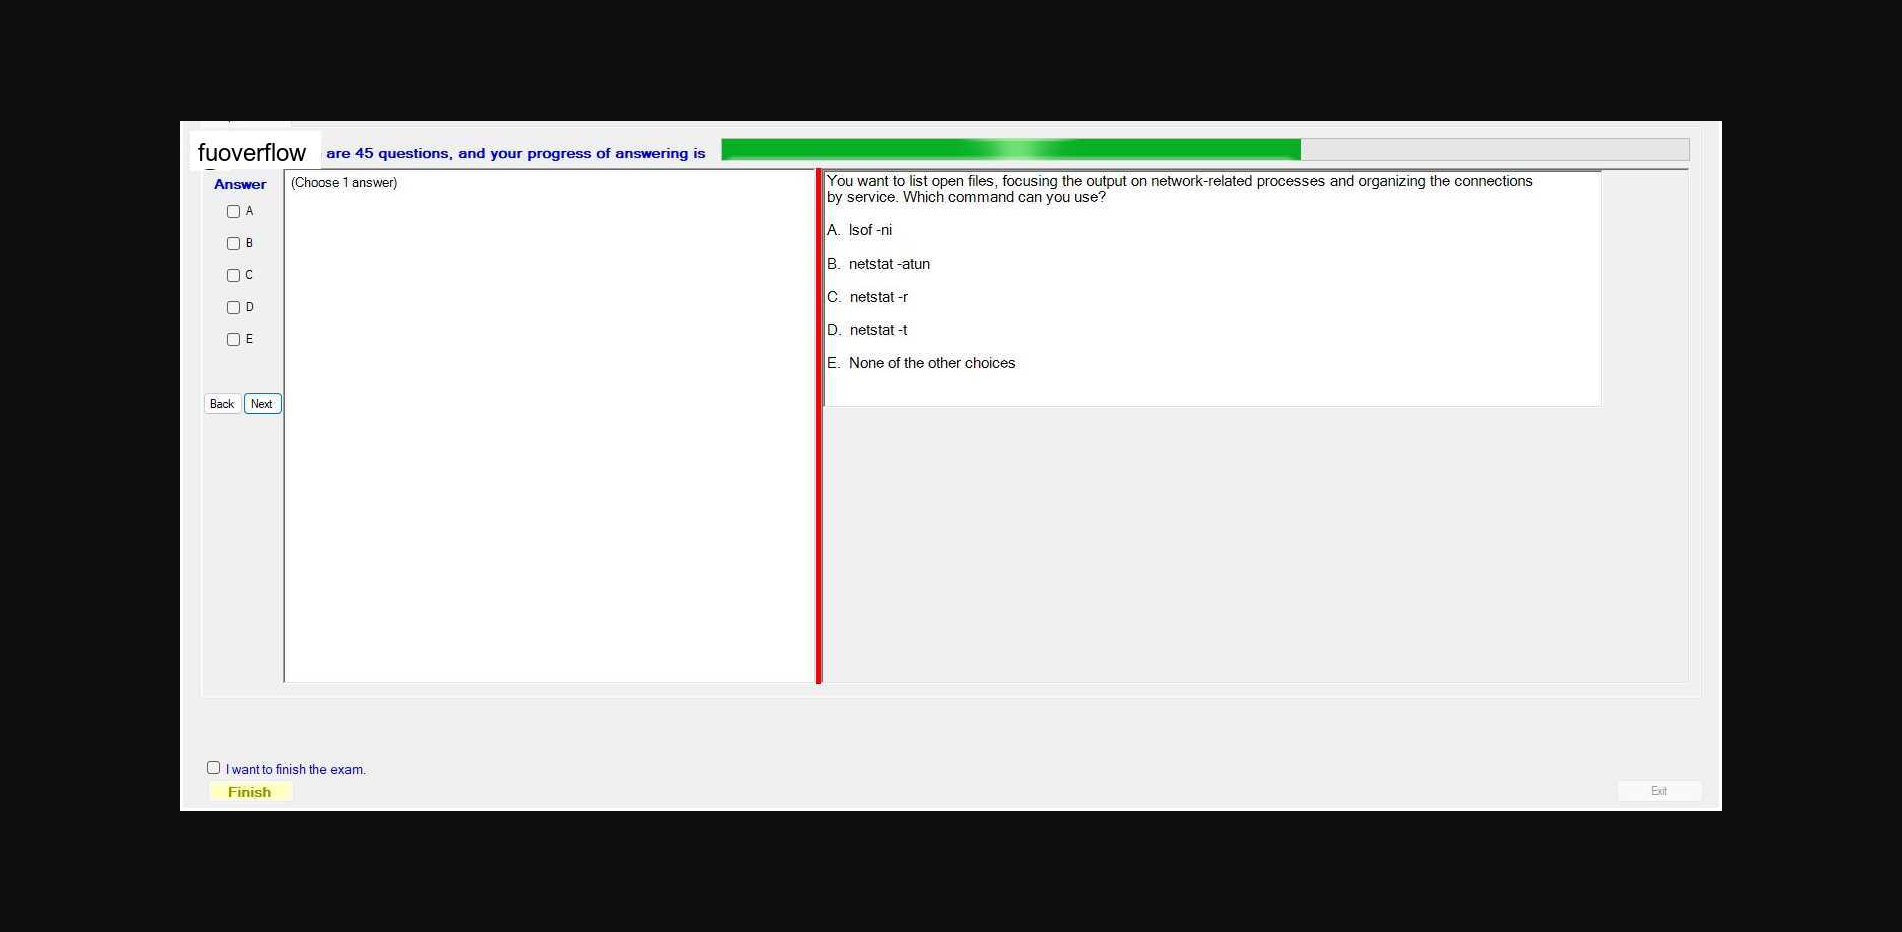 fuoverflow are 45 questions, and your progress of answering is
Answer
(Choose 1 answer)
A
B
C
D
E
Back Next
You want to list open files, focusing the output on network-related processes and organizing the connections
by service. Which command can you use?
A. lsof -ni
B. netstat -atun
C. netstat -r
D. netstat -t
E. None of the other choices
I want to finish the exam.
Finish
Exit